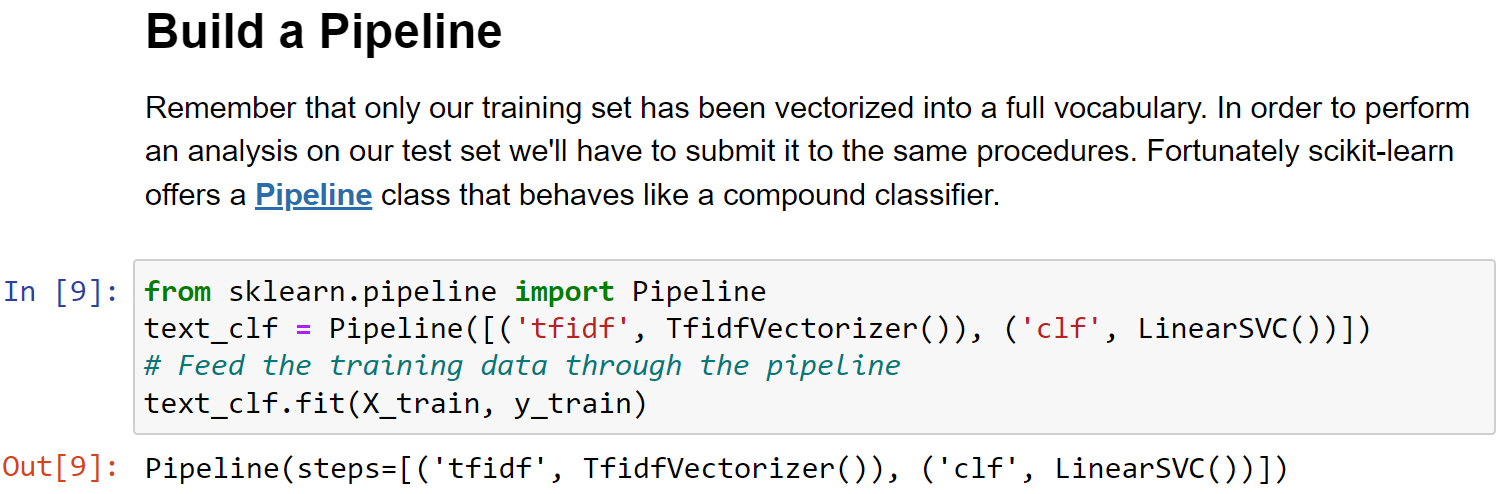 Build a Pipeline
Remember that only our training set has been vectorized into a full vocabulary. In order to perform
an analysis on our test set we'll have to submit it to the same procedures. Fortunately scikit-learn
offers a Pipeline class that behaves like a compound classifier.
In [9]: from sklearn.pipeline import Pipeline
text_clf = Pipeline([('tfidf', TfidfVectorizer()), ('clf', LinearSVC())])
# Feed the training data through the pipeline
text_clf.fit(X_train, y_train)
Out[9]: Pipeline(steps=[('tfidf', TfidfVectorizer()), ('clf', LinearSVC())])